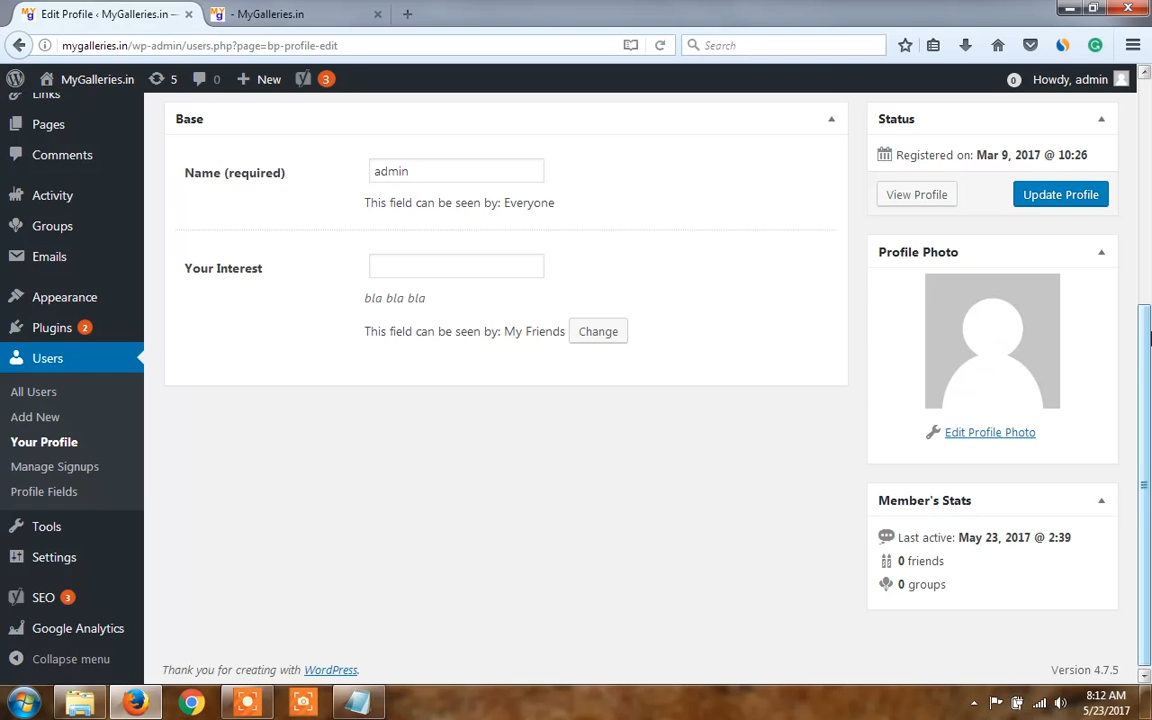 Edit Profile ‹ MyGalleries.in —
- MyGalleries.in
mygalleries.in/wp-admin/users.php?page=bp-profile-edit
Search
MyGalleries.in
5
0
New
3
0
Howdy, admin
Links
Pages
Comments
Activity
Groups
Emails
Appearance
Plugins 2
Users
All Users
Add New
Your Profile
Manage Signups
Profile Fields
Tools
Settings
SEO 3
Google Analytics
Collapse menu
Base
Name (required)
admin
This field can be seen by: Everyone
Your Interest
bla bla bla
This field can be seen by: My Friends Change
Status
Registered on: Mar 9, 2017 @ 10:26
View Profile
Update Profile
Profile Photo
Edit Profile Photo
Member's Stats
Last active: May 23, 2017 @ 2:39
0 friends
0 groups
Thank you for creating with WordPress.
Version 4.7.5
8:12 AM
5/23/2017